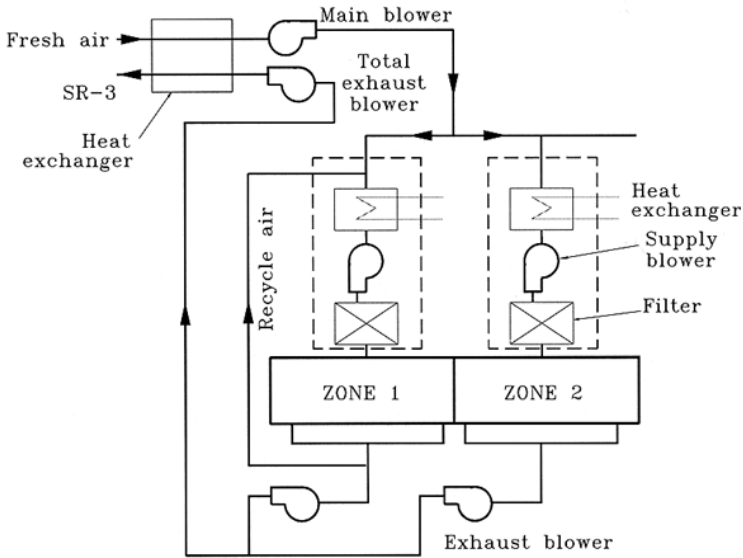 Main blower
Fresh air
Total
exhaust
blower
SR-3
Heat
exchanger
Recycle air
Heat
exchanger
Supply
blower
Filter
ZONE 1
ZONE 2
Exhaust blower